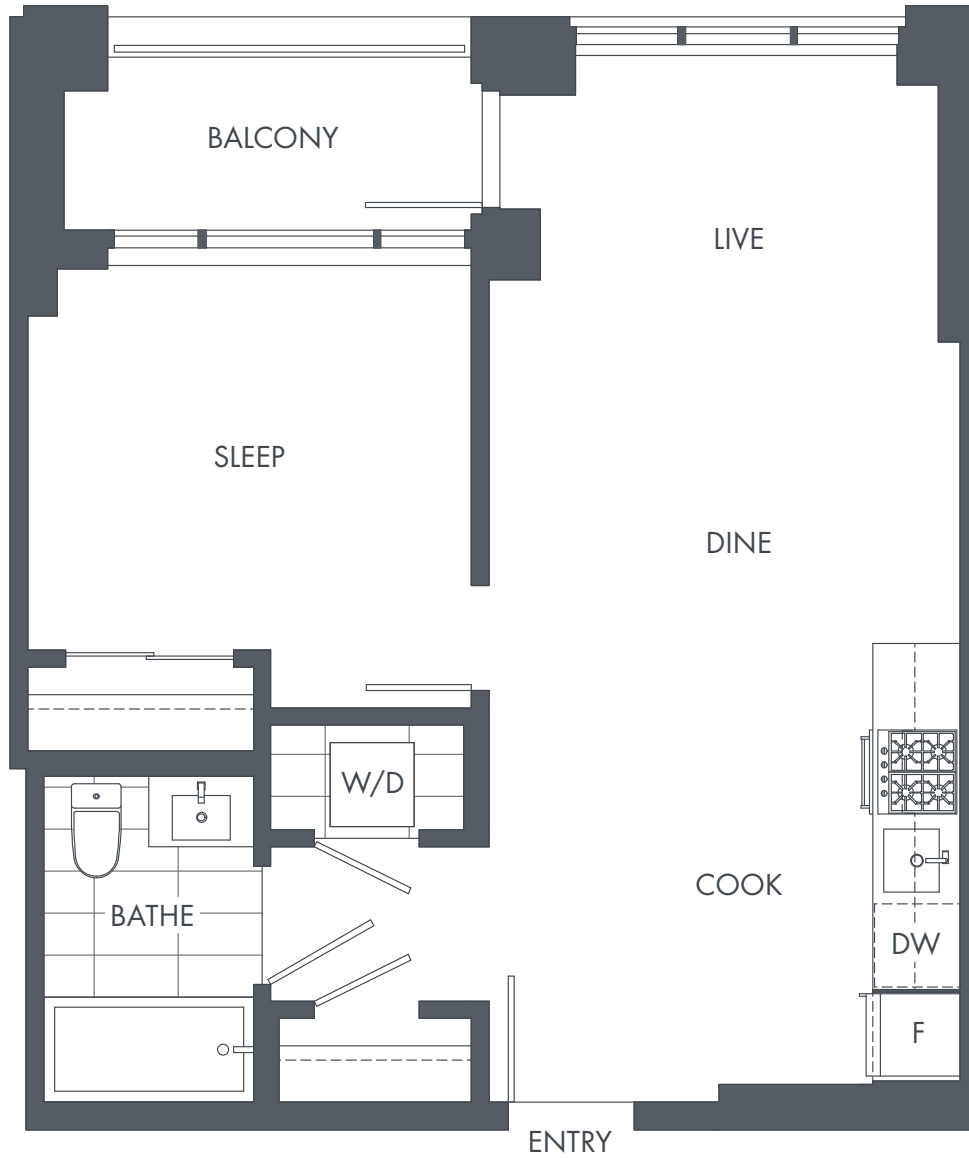 BALCONY
LIVE
SLEEP
DINE
W/D
COOK
BATHE
DW
F
ENTRY